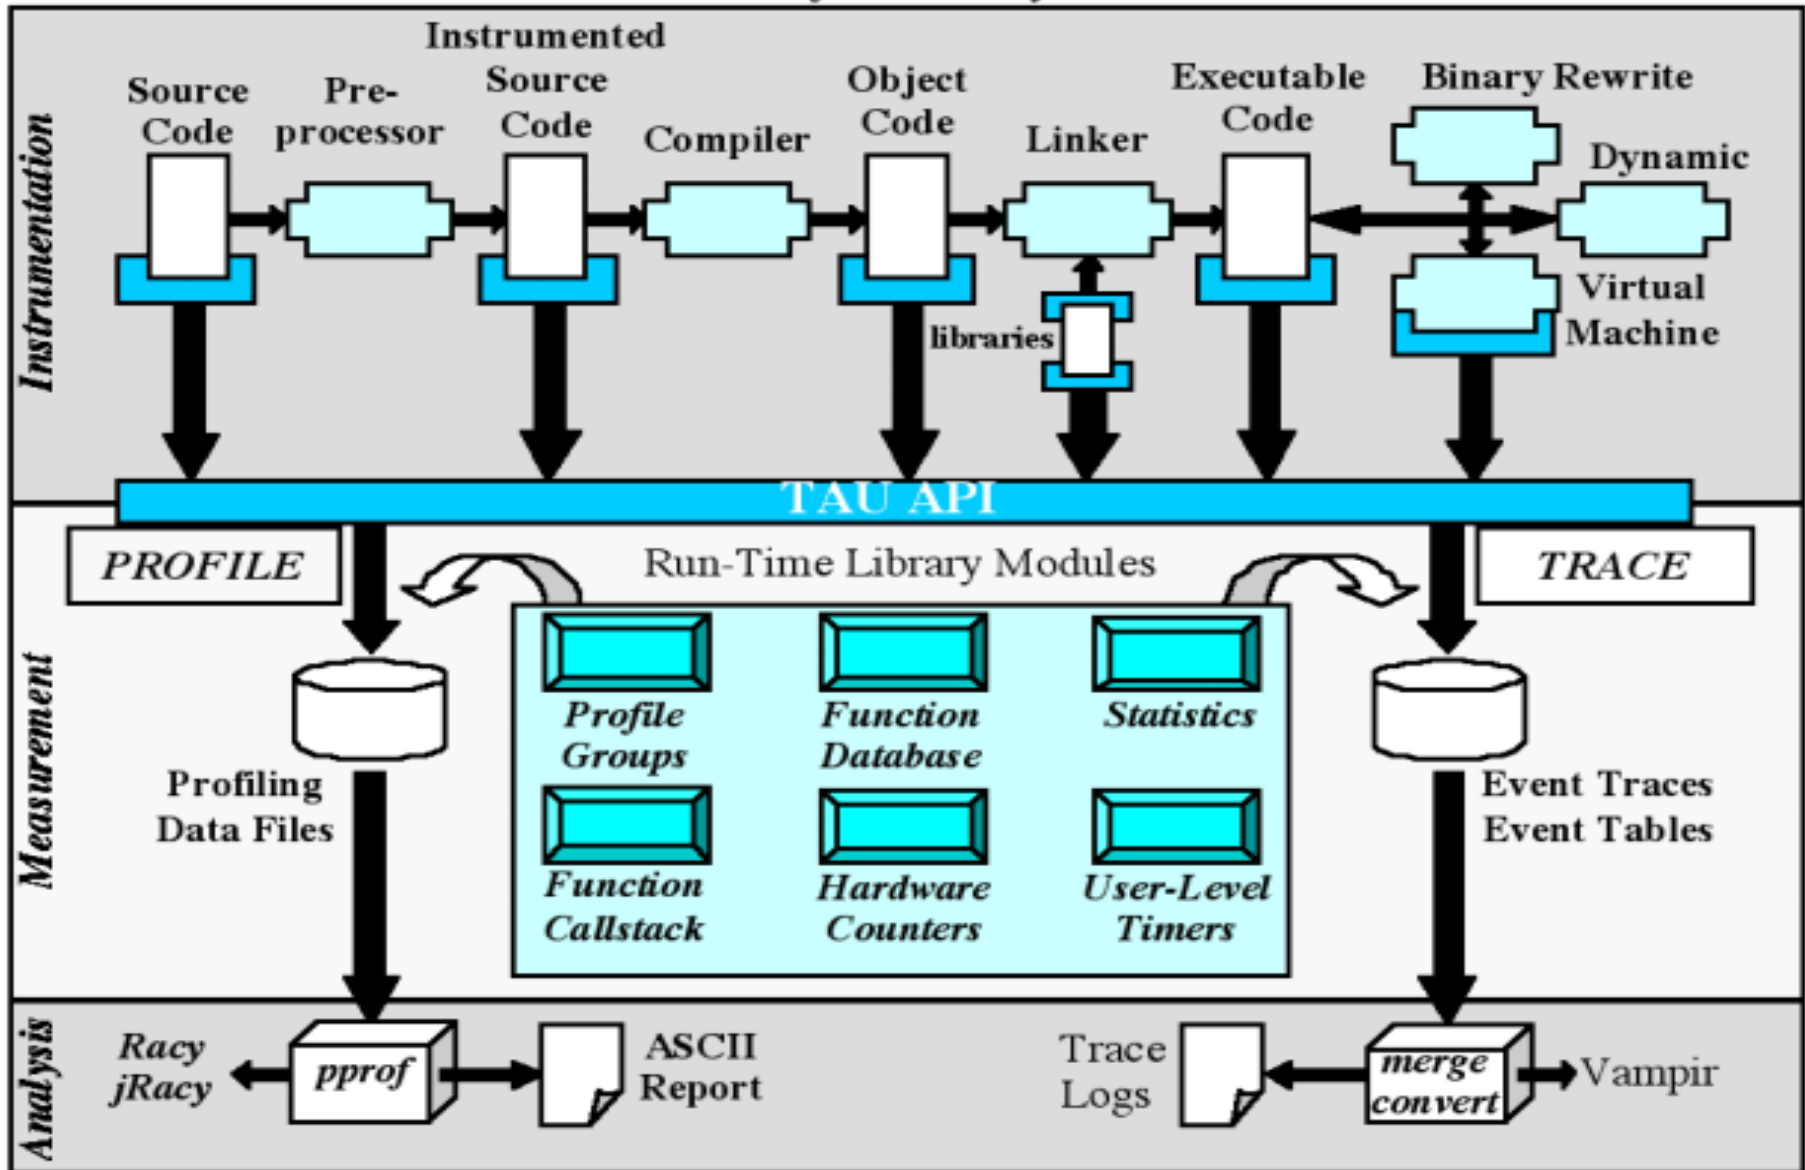 Instrumentation
Source
Code
Pre-
processor
Instrumented
Source
Code
Compiler
Object
Code
Linker
Executable
Code
Binary Rewrite
Dynamic
Virtual
Machine
libraries
TAU API
Measurement
PROFILE
Run-Time Library Modules
TRACE
Profile
Groups
Function
Database
Statistics
Function
Callstack
Hardware
Counters
User-Level
Timers
Profiling
Data Files
Event Traces
Event Tables
Analysis
Racy
jRacy
pprof
ASCII
Report
Trace
Logs
merge
convert
Vampir